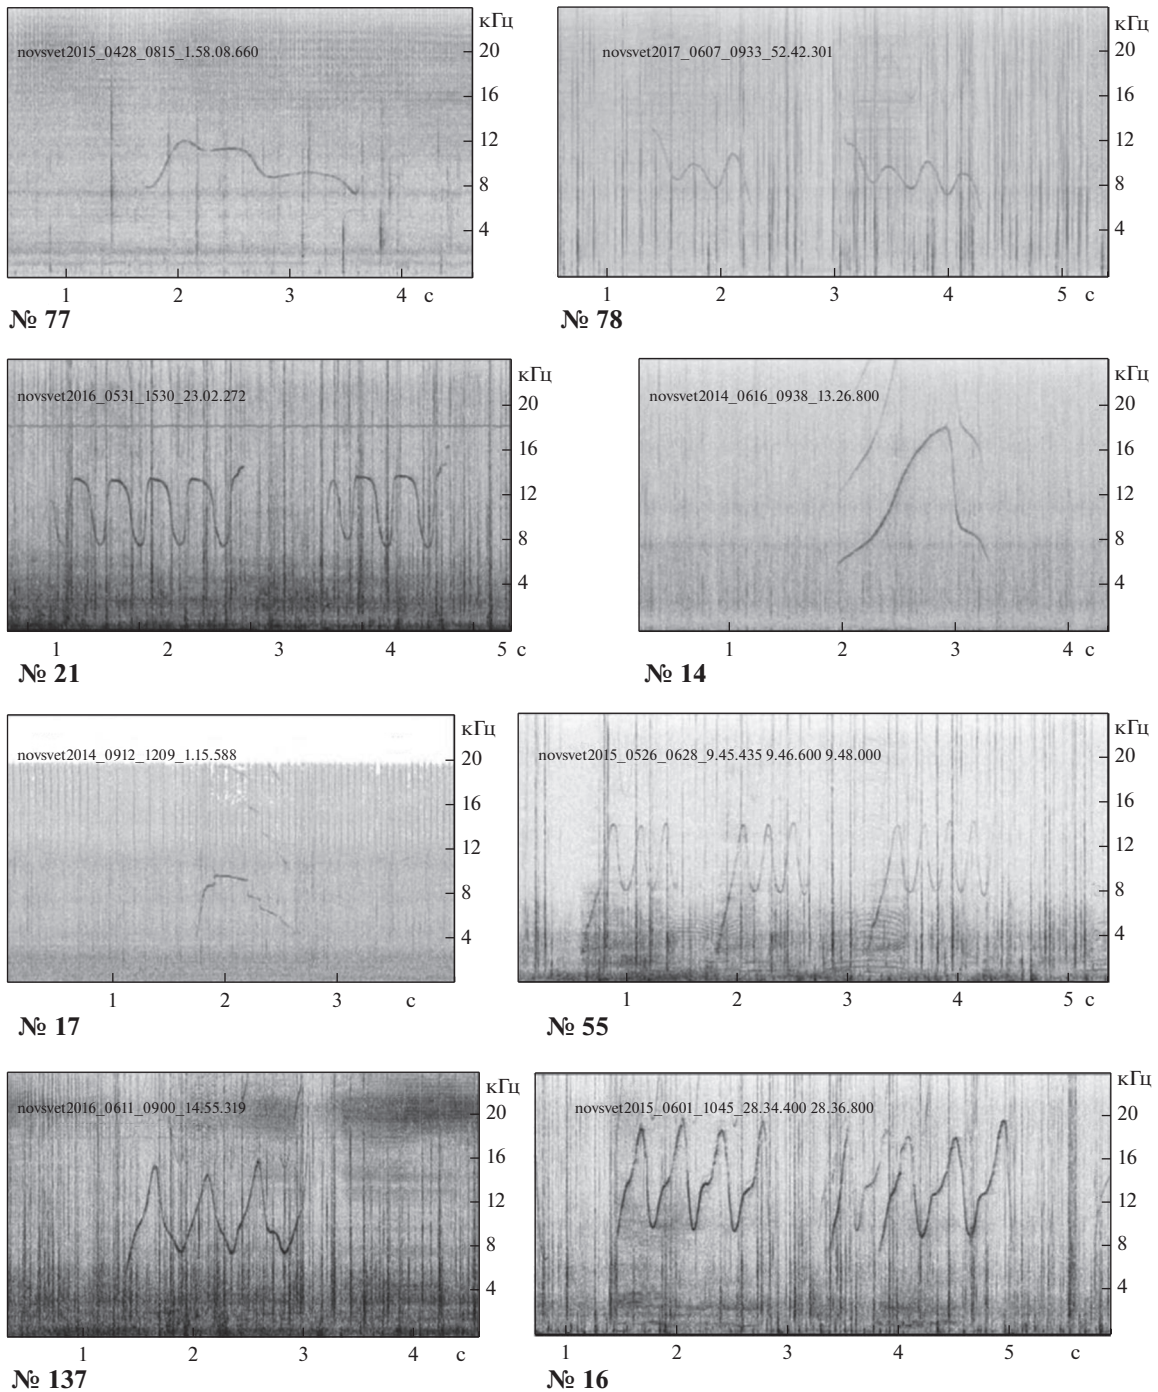 кГц
20
16
12
8
4
novsvet2015_0428_0815_1.58.08.660
1 2 3 4 с
№ 77
кГц
20
16
12
8
4
novsvet2017_0607_0933_52.42.301
1 2 3 4 5 с
№ 78
кГц
20
16
12
8
4
novsvet2016_0531_1530_23.02.272
1 2 3 4 5 с
№ 21
кГц
20
16
12
8
4
novsvet2014_0616_0938_13.26.800
1 2 3 4 с
№ 14
кГц
20
16
12
8
4
novsvet2014_0912_1209_1.15.588
1 2 3 с
№ 17
кГц
20
16
12
8
4
novsvet2015_0526_0628_9.45.435 9.46.600 9.48.000
1 2 3 4 5 с
№ 55
кГц
20
16
12
8
4
novsvet2016_0611_0900_14.55.319
1 2 3 4 с
№ 137
кГц
20
16
12
8
4
novsvet2015_0601_1045_28.34.400 28.36.800
1 2 3 4 5 с
№ 16